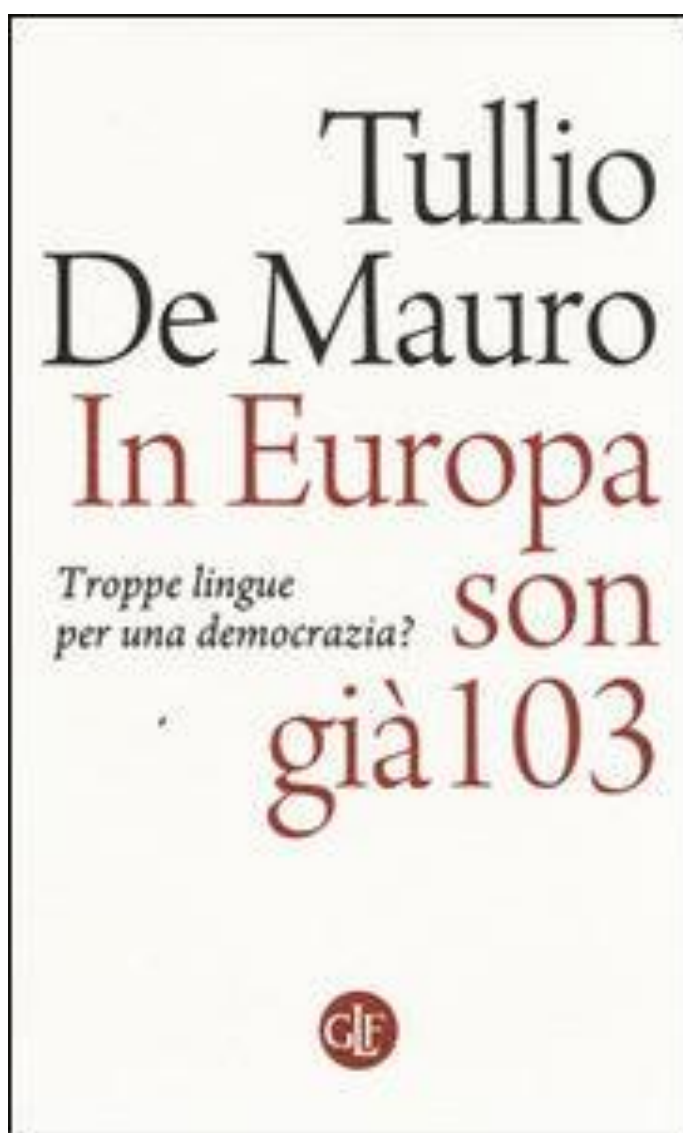 Tullio
De Mauro
In Europa
son
già 103
Troppe lingue
per una democrazia?
GLF